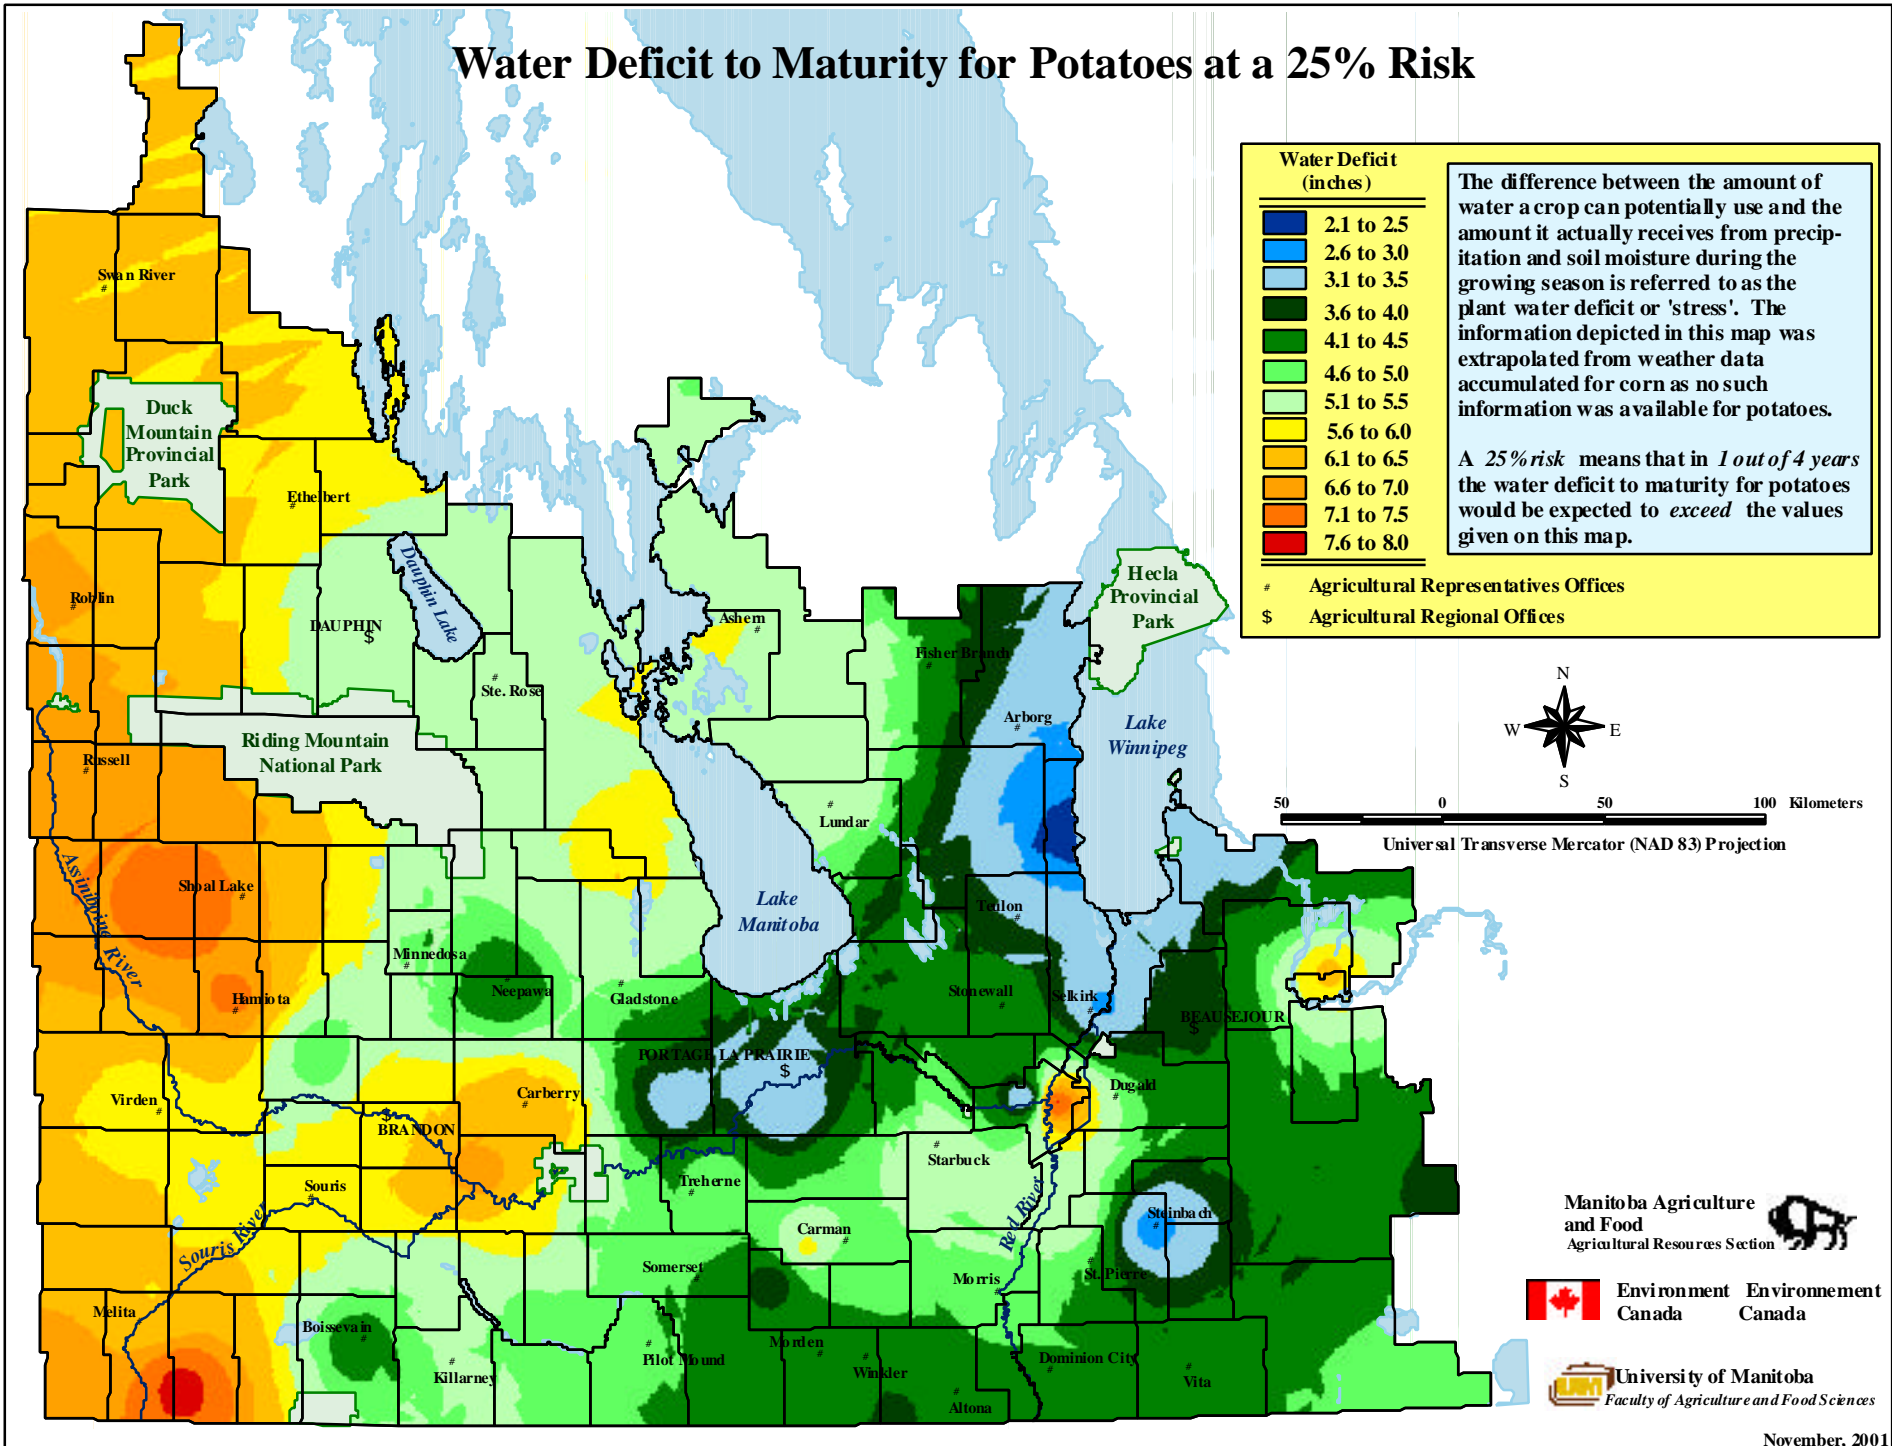 Water Deficit to Maturity for Potatoes at a 25% Risk
Water Deficit
(inches)
2.1 to 2.5
2.6 to 3.0
3.1 to 3.5
3.6 to 4.0
4.1 to 4.5
4.6 to 5.0
5.1 to 5.5
5.6 to 6.0
6.1 to 6.5
6.6 to 7.0
7.1 to 7.5
7.6 to 8.0
# Agricultural Representatives Offices
$ Agricultural Regional Offices
The difference between the amount of
water a crop can potentially use and the
amount it actually receives from precip-
itation and soil moisture during the
growing season is referred to as the
plant water deficit or 'stress'. The
information depicted in this map was
extrapolated from weather data
accumulated for corn as no such
information was available for potatoes.
A 25% risk means that in 1 out of 4 years
the water deficit to maturity for potatoes
would be expected to exceed the values
given on this map.
Swan River
#
Duck
Mountain
Provincial
Park
Ethelbert
#
Roblin
#
DAUPHIN
$
Dauphin Lake
Ste. Rose
#
Ashern
#
Fisher Branch
#
Hecla
Provincial
Park
Arborg
#
Lake
Winnipeg
Riding Mountain
National Park
Russell
#
Lundar
#
Shoal Lake
#
Assiniboine River
Lake
Manitoba
Teulon
#
Minnedosa
#
Neepawa
#
Hamiota
#
Gladstone
#
Stonewall
#
Selkirk
#
BEAUSEJOUR
$
PORTAGE LA PRAIRIE
$
Virden
#
BRANDON
$
Carberry
#
Dugald
#
Starbuck
#
Souris
#
Treherne
#
Souris River
Red River
Steinbach
#
Carman
#
Somerset
Morris
#
St. Pierre
#
Melita
Boissevain
#
Killarney
#
Pilot Mound
#
Morden
#
Winkler
#
Altona
#
Dominion City
#
Vita
#
N
W E
S
50 0 50 100 Kilometers
Universal Transverse Mercator (NAD 83) Projection
Manitoba Agriculture
and Food
Agricultural Resources Section
Environment Environnement
Canada Canada
University of Manitoba
Faculty of Agriculture and Food Sciences
November, 2001